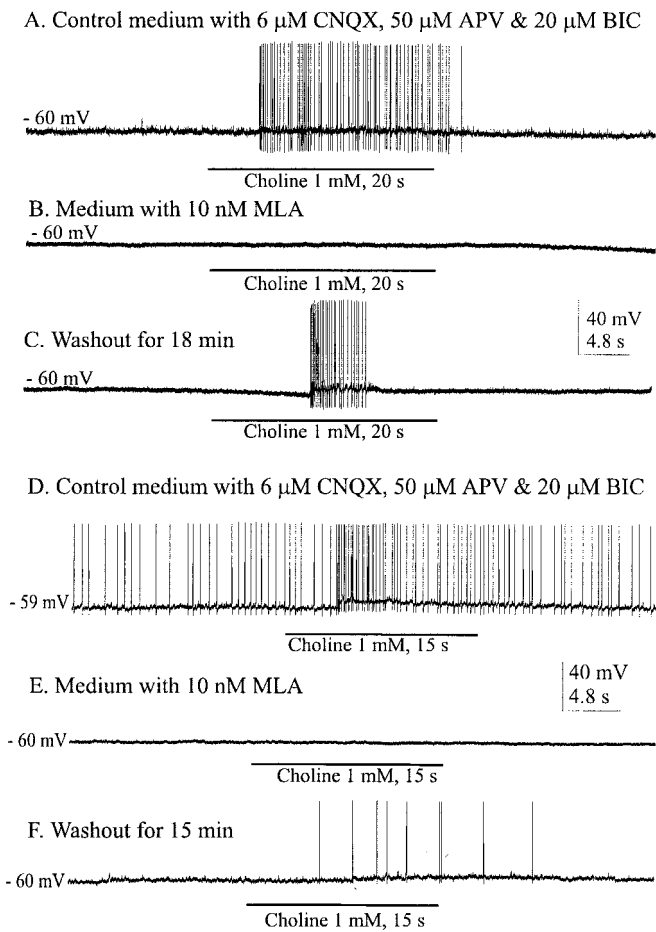 A. Control medium with 6 µM CNQX, 50 µM APV & 20 µM BIC
- 60 mV
Choline 1 mM, 20 s
B. Medium with 10 nM MLA
- 60 mV
Choline 1 mM, 20 s
40 mV
4.8 s
C. Washout for 18 min
- 60 mV
Choline 1 mM, 20 s
D. Control medium with 6 µM CNQX, 50 µM APV & 20 µM BIC
- 59 mV
Choline 1 mM, 15 s
E. Medium with 10 nM MLA
40 mV
4.8 s
- 60 mV
Choline 1 mM, 15 s
F. Washout for 15 min
- 60 mV
Choline 1 mM, 15 s